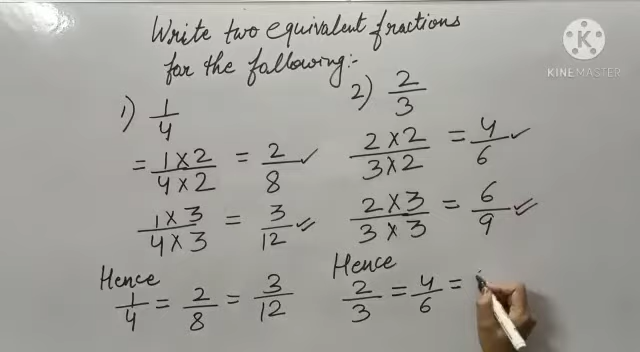 Write two equivalent fractions
for the following:-
1) 1/4
= 1 x 2 / 4 x 2 = 2/8 ✓
1 x 3 / 4 x 3 = 3/12 ✓
Hence
1/4 = 2/8 = 3/12
2) 2/3
2 x 2 / 3 x 2 = 4/6 ✓
2 x 3 / 3 x 3 = 6/9 ✓
Hence
2/3 = 4/6 =
KINEMASTER